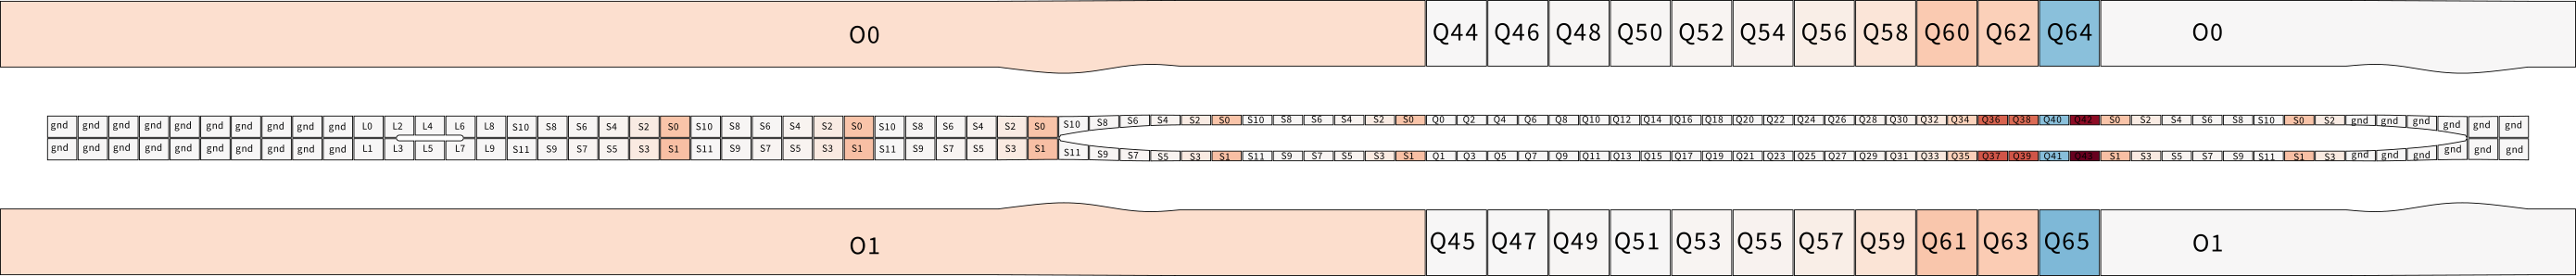 O0 Q44 Q46 Q48 Q50 Q52 Q54 Q56 Q58 Q60 Q62 Q64 O0
gnd gnd gnd gnd gnd gnd gnd gnd gnd gnd L0 L2 L4 L6 L8 S10 S8 S6 S4 S2 S0 S10 S8 S6 S4 S2 S0 S10 S8 S6 S4 S2 S0 S10 S8 S6 S4 S2 S0 S10 S8 S6 S4 S2 S0 Q0 Q2 Q4 Q6 Q8 Q10 Q12 Q14 Q16 Q18 Q20 Q22 Q24 Q26 Q28 Q30 Q32 Q34 Q36 Q38 Q40 Q42 S0 S2 S4 S6 S8 S10 S0 S2 gnd gnd gnd gnd gnd gnd
gnd gnd gnd gnd gnd gnd gnd gnd gnd gnd L1 L3 L5 L7 L9 S11 S9 S7 S5 S3 S1 S11 S9 S7 S5 S3 S1 S11 S9 S7 S5 S3 S1 S11 S9 S7 S5 S3 S1 S11 S9 S7 S5 S3 S1 Q1 Q3 Q5 Q7 Q9 Q11 Q13 Q15 Q17 Q19 Q21 Q23 Q25 Q27 Q29 Q31 Q33 Q35 Q37 Q39 Q41 Q43 S1 S3 S5 S7 S9 S11 S1 S3 gnd gnd gnd gnd gnd gnd
O1 Q45 Q47 Q49 Q51 Q53 Q55 Q57 Q59 Q61 Q63 Q65 O1